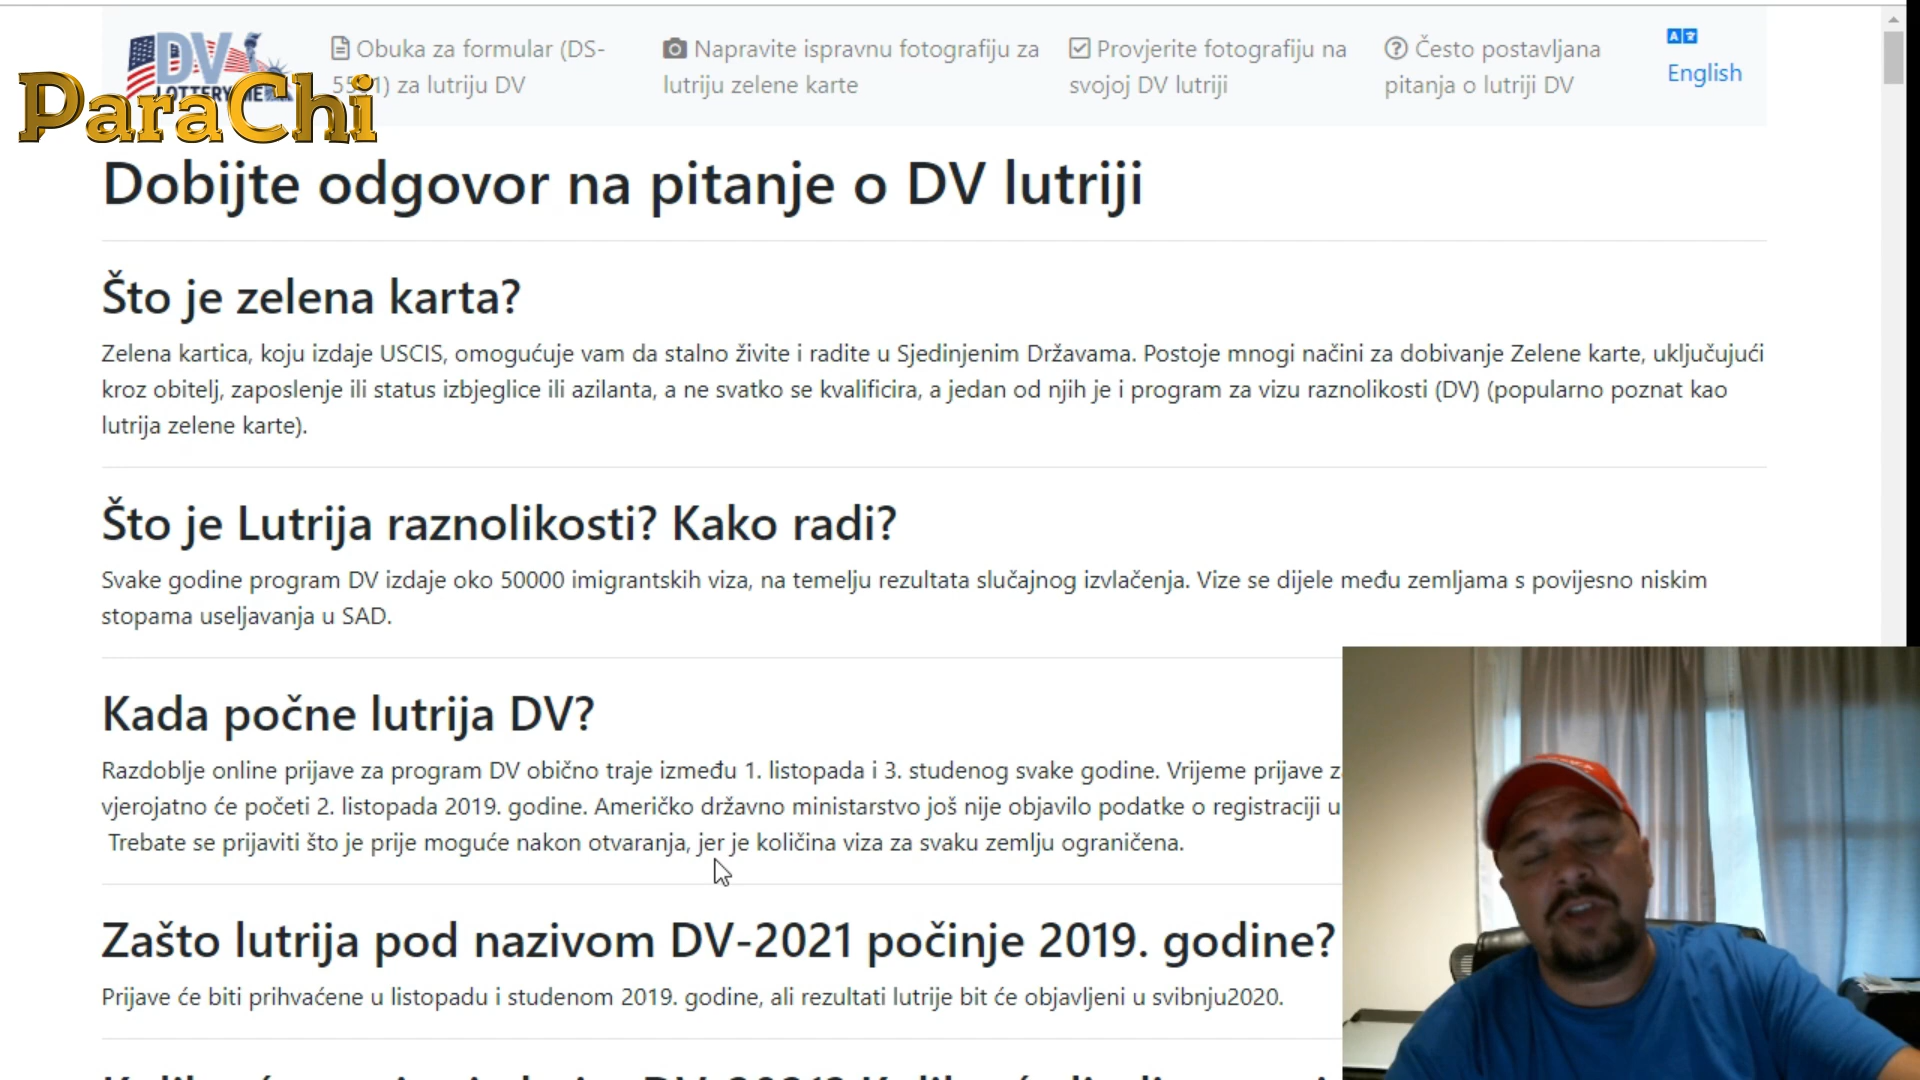 DV
LOTTERY
ParaChi
Obuka za formular (DS-
1) za lutriju DV
Napravite ispravnu fotografiju za
lutriju zelene karte
Provjerite fotografiju na
svojoj DV lutriji
Često postavljana
pitanja o lutriji DV
English
Dobijte odgovor na pitanje o DV lutriji
Što je zelena karta?
Zelena kartica, koju izdaje USCIS, omogućuje vam da stalno živite i radite u Sjedinjenim Državama. Postoje mnogi načini za dobivanje Zelene karte, uključujući
kroz obitelj, zaposlenje ili status izbjeglice ili azilanta, a ne svatko se kvalificira, a jedan od njih je i program za vizu raznolikosti (DV) (popularno poznat kao
lutrija zelene karte).
Što je Lutrija raznolikosti? Kako radi?
Svake godine program DV izdaje oko 50000 imigrantskih viza, na temelju rezultata slučajnog izvlačenja. Vize se dijele među zemljama s povijesno niskim
stopama useljavanja u SAD.
Kada počne lutrija DV?
Razdoblje online prijave za program DV obično traje između 1. listopada i 3. studenog svake godine. Vrijeme prijave
vjerojatno će početi 2. listopada 2019. godine. Američko državno ministarstvo još nije objavilo podatke o registraciji u
Trebate se prijaviti što je prije moguće nakon otvaranja, jer je količina viza za svaku zemlju ograničena.
Zašto lutrija pod nazivom DV-2021 počinje 2019. godine?
Prijave će biti prihvaćene u listopadu i studenom 2019. godine, ali rezultati lutrije bit će objavljeni u svibnju2020.